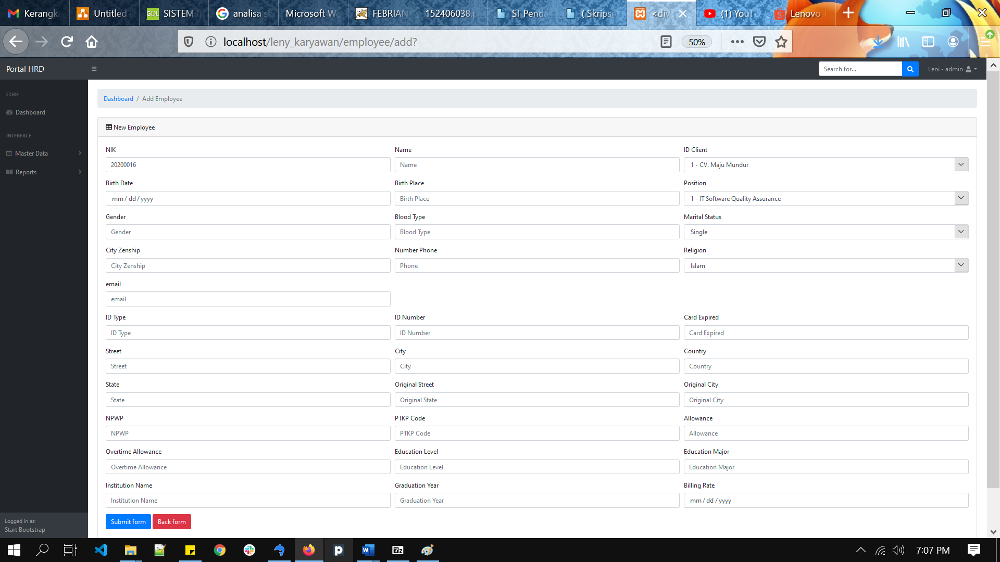 Kerangk
Untitled
GDL SISTEM I
analisa s
Microsoft W
FEBRIAN
152406038.p
SI_Penda
( Skripsi
<div
(1) YouT
Lenovo T
localhost/leny_karyawan/employee/add?
50%
Portal HRD
Search for...
Leni - admin
CORE
Dashboard
INTERFACE
Master Data
Reports
Logged in as:
Start Bootstrap
Dashboard / Add Employee
New Employee
NIK Name ID Client
20200016 Name 1 - CV. Maju Mundur
Birth Date Birth Place Position
mm / dd / yyyy Birth Place 1 - IT Software Quality Assurance
Gender Blood Type Marital Status
Gender Blood Type Single
City Zenship Number Phone Religion
City Zenship Phone Islam
email
email
ID Type ID Number Card Expired
ID Type ID Number Card Expired
Street City Country
Street City Country
State Original Street Original City
State Original State Original City
NPWP PTKP Code Allowance
NPWP PTKP Code Allowance
Overtime Allowance Education Level Education Major
Overtime Allowance Education Level Education Major
Institution Name Graduation Year Billing Rate
Institution Name Graduation Year mm / dd / yyyy
Submit form Back form
7:07 PM